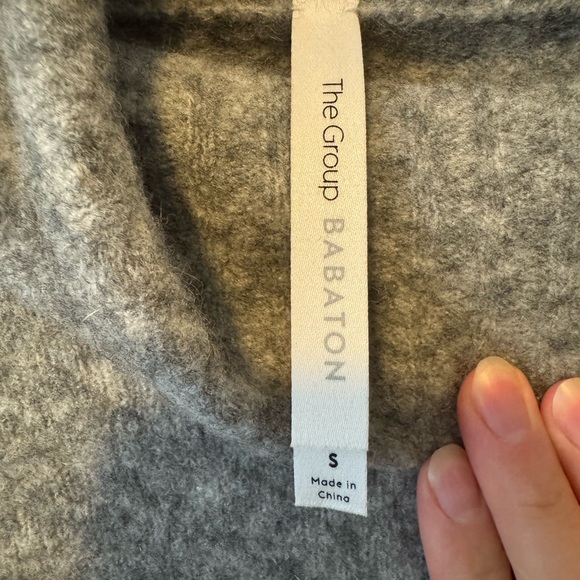 The Group BABATON
S
Made in
China